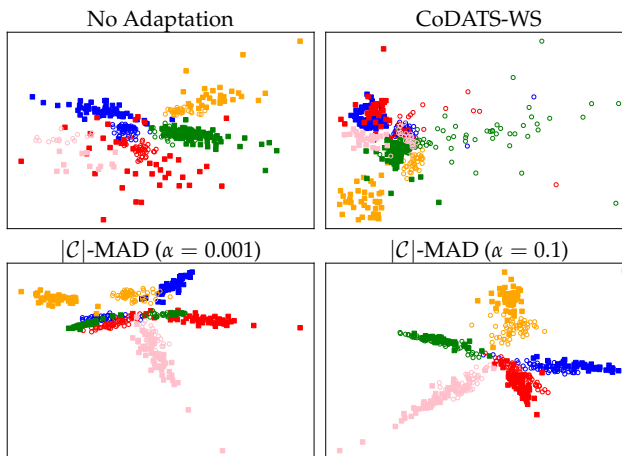 No Adaptation
CoDATS-WS
|𝒞|-MAD (α = 0.001)
|𝒞|-MAD (α = 0.1)